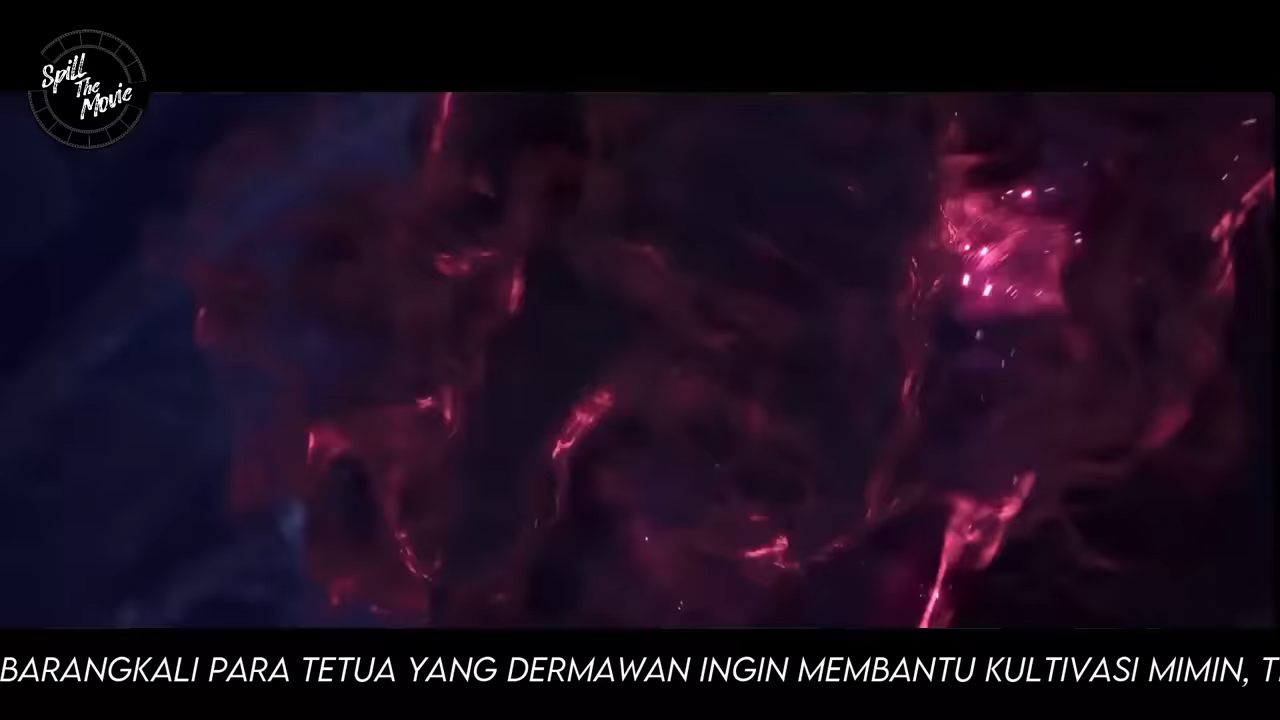 Spill
The
Movie
BARANGKALI PARA TETUA YANG DERMAWAN INGIN MEMBANTU KULTIVASI MIMIN,